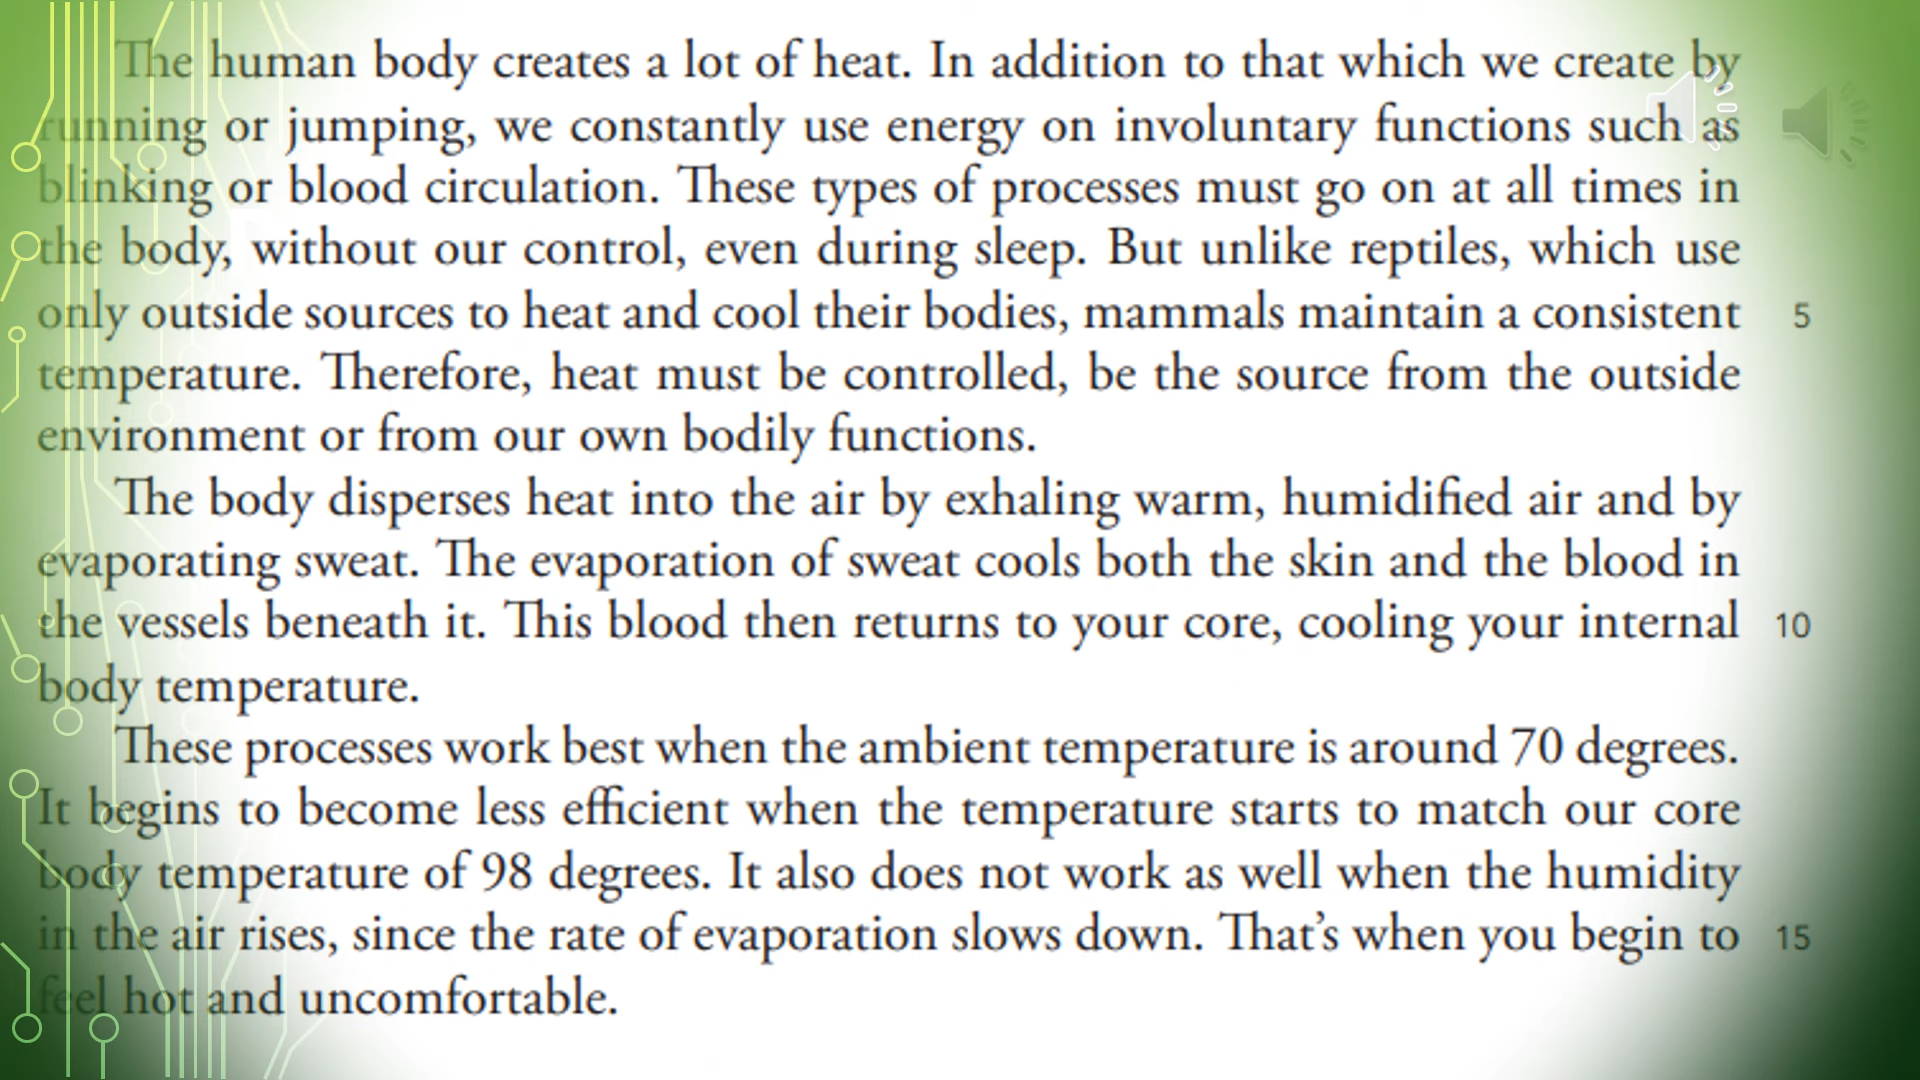 The human body creates a lot of heat. In addition to that which we create by
running or jumping, we constantly use energy on involuntary functions such as
blinking or blood circulation. These types of processes must go on at all times in
the body, without our control, even during sleep. But unlike reptiles, which use
only outside sources to heat and cool their bodies, mammals maintain a consistent 5
temperature. Therefore, heat must be controlled, be the source from the outside
environment or from our own bodily functions.
The body disperses heat into the air by exhaling warm, humidified air and by
evaporating sweat. The evaporation of sweat cools both the skin and the blood in
the vessels beneath it. This blood then returns to your core, cooling your internal 10
body temperature.
These processes work best when the ambient temperature is around 70 degrees.
It begins to become less efficient when the temperature starts to match our core
body temperature of 98 degrees. It also does not work as well when the humidity
in the air rises, since the rate of evaporation slows down. That's when you begin to 15
feel hot and uncomfortable.